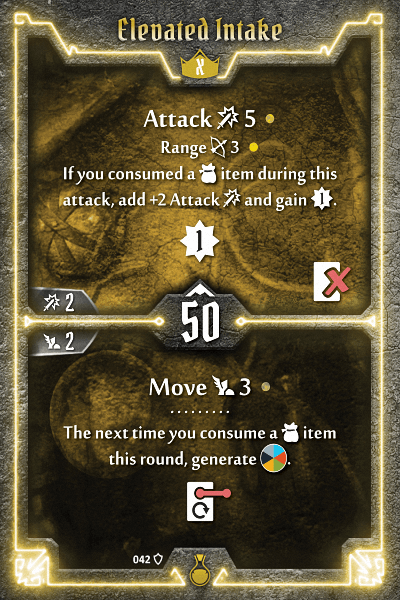 Elevated Intake
X
Attack 5
Range 3
If you consumed a item during this
attack, add +2 Attack and gain 1.
1
2
50
2
Move 3
The next time you consume a item
this round, generate .
042